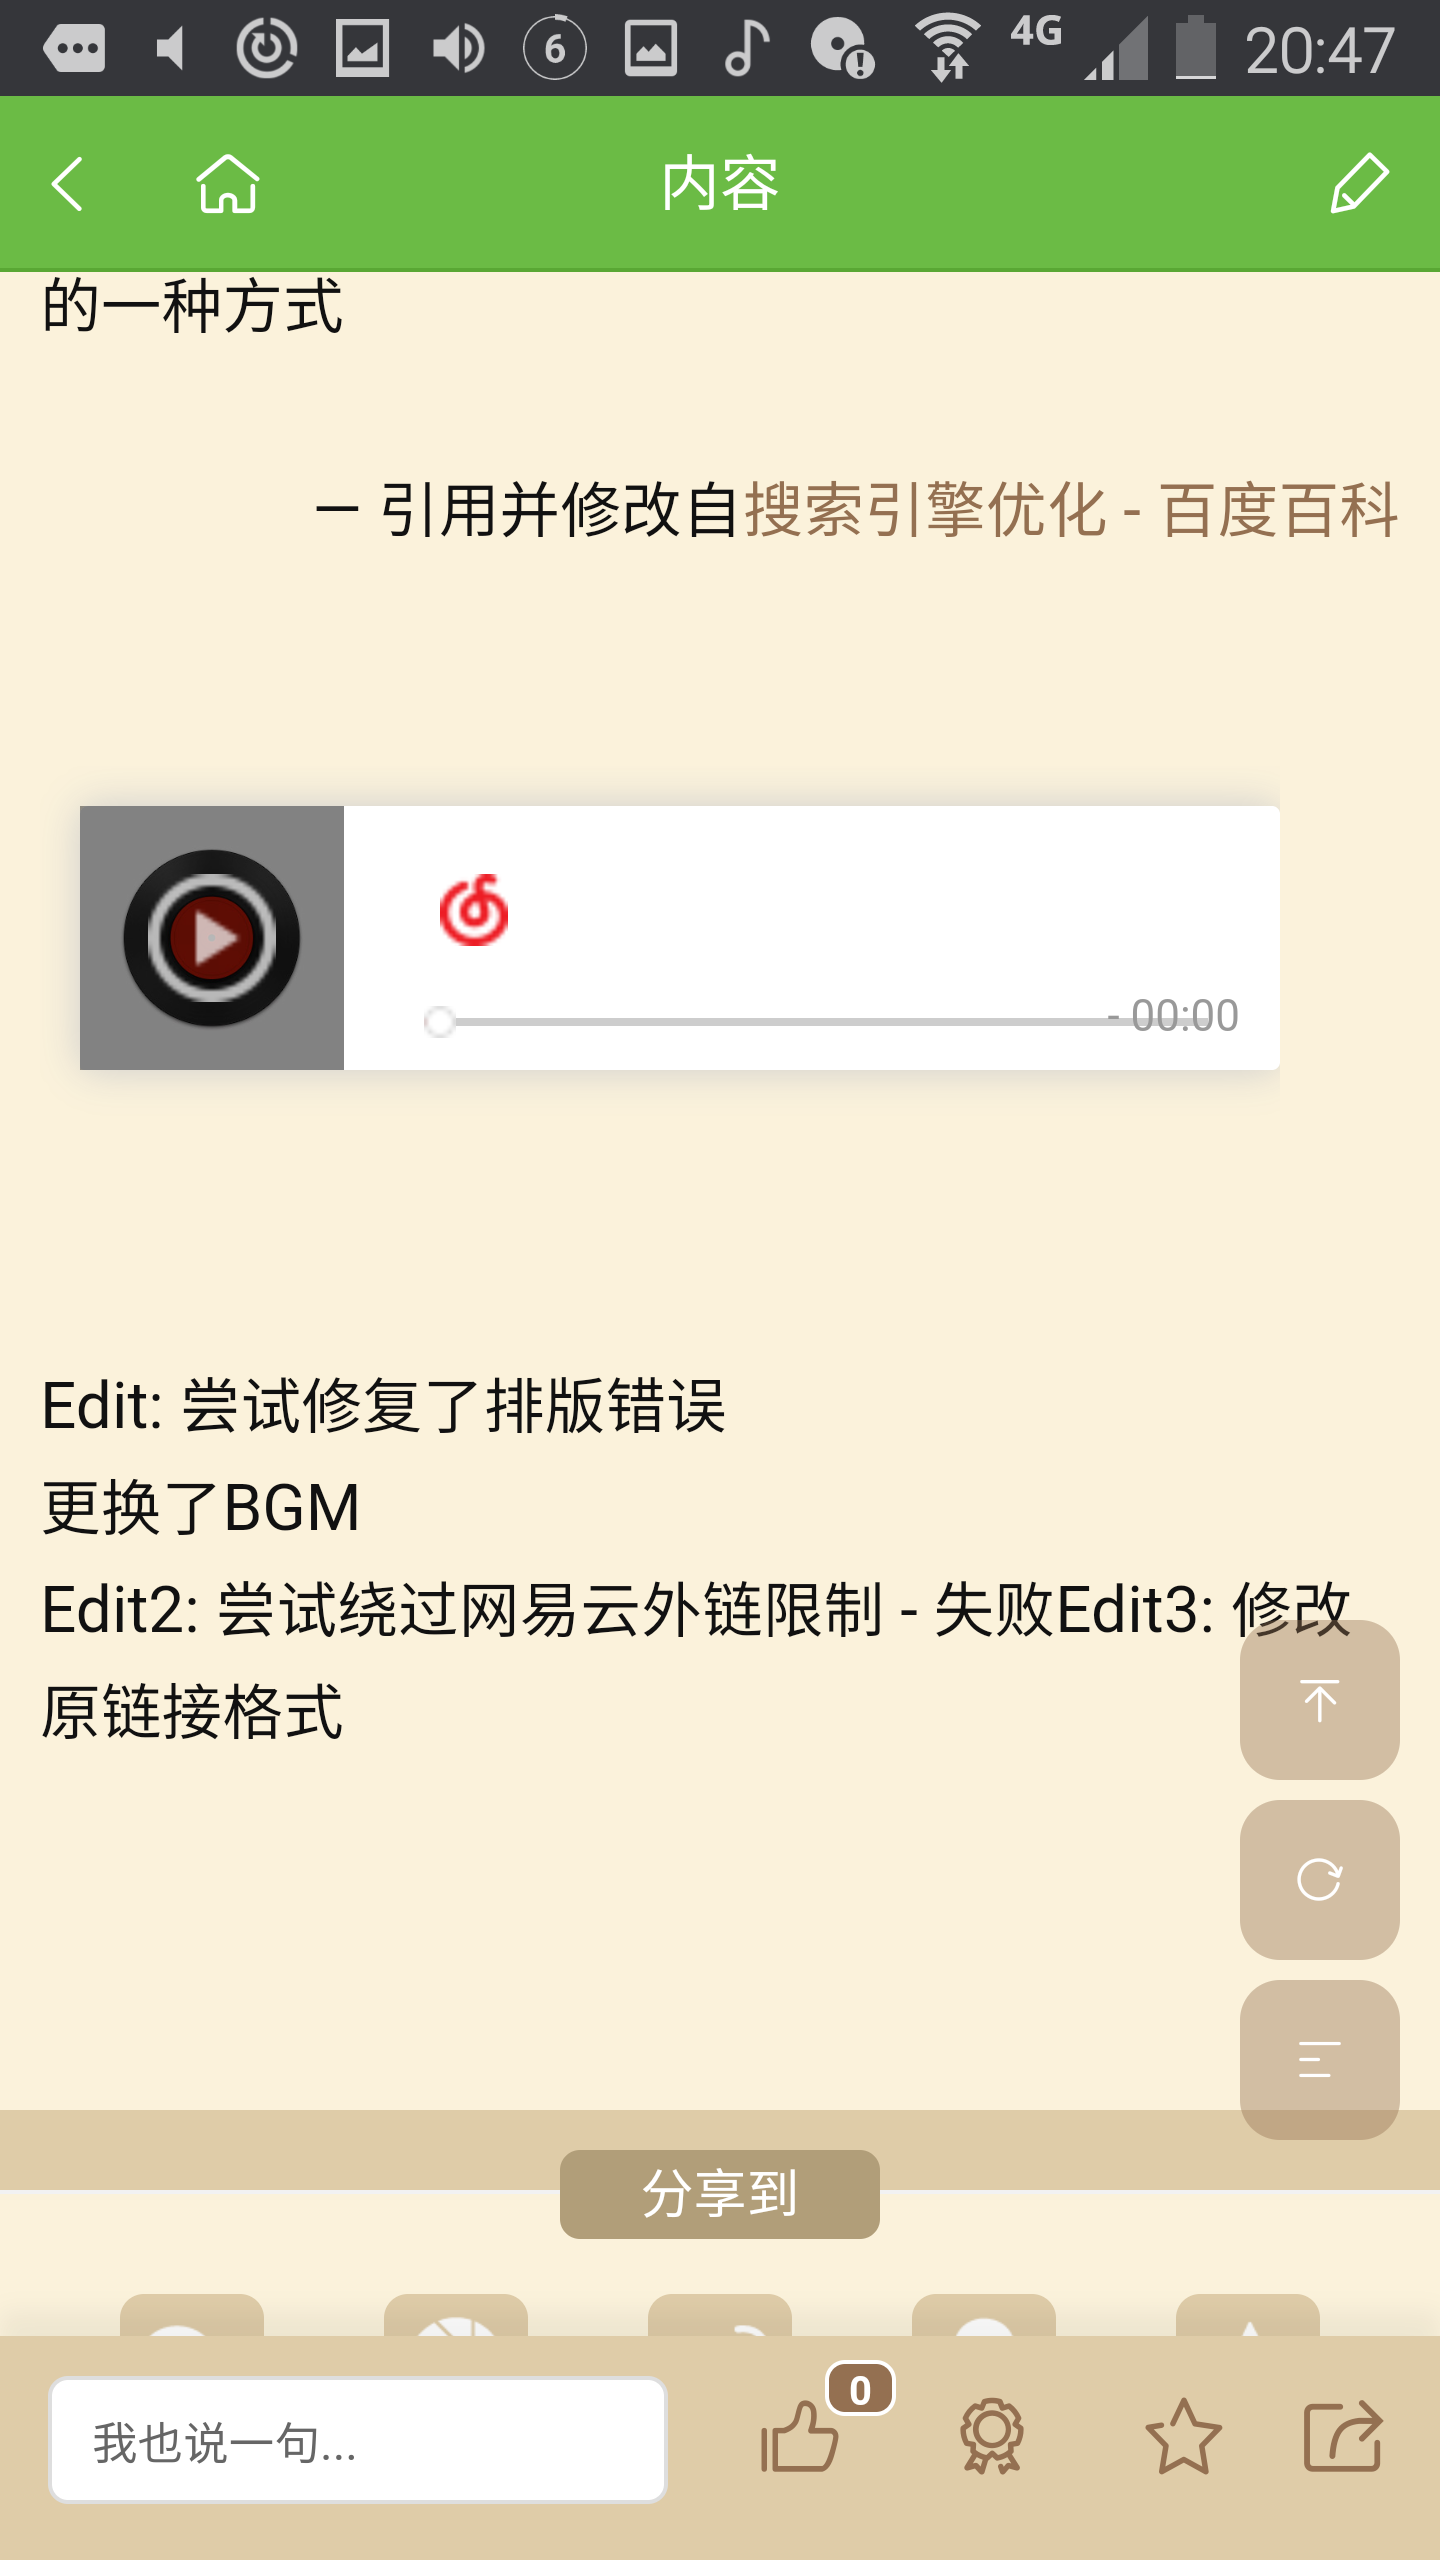 6
4G
20:47
内容
的一种方式
– 引用并修改自搜索引擎优化 - 百度百科
- 00:00
Edit: 尝试修复了排版错误
更换了BGM
Edit2: 尝试绕过网易云外链限制 - 失败Edit3: 修改
原链接格式
分享到
我也说一句...
0